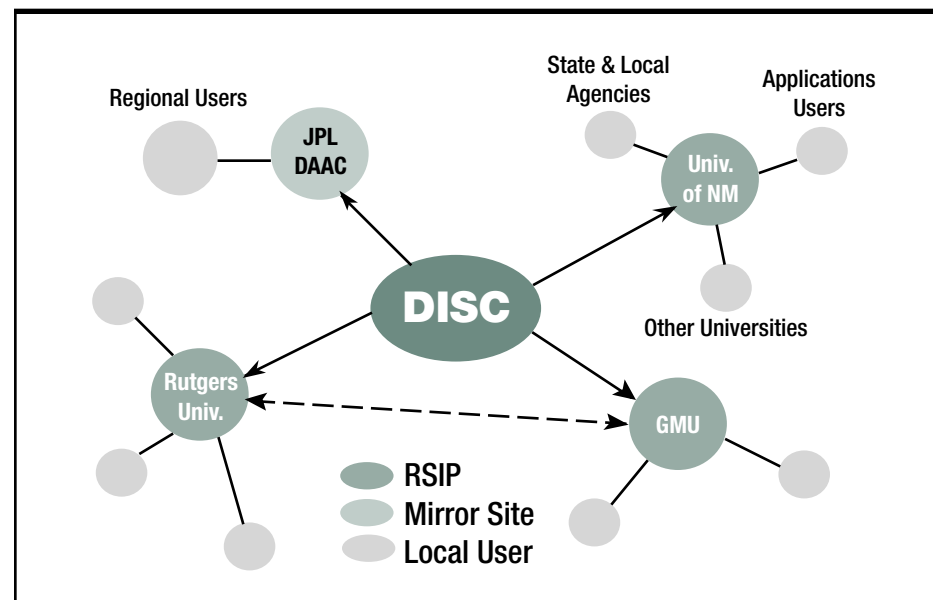 State & Local
Agencies
Applications
Users
Regional Users
JPL
DAAC
Univ.
of NM
DISC
Other Universities
Rutgers
Univ.
GMU
RSIP
Mirror Site
Local User